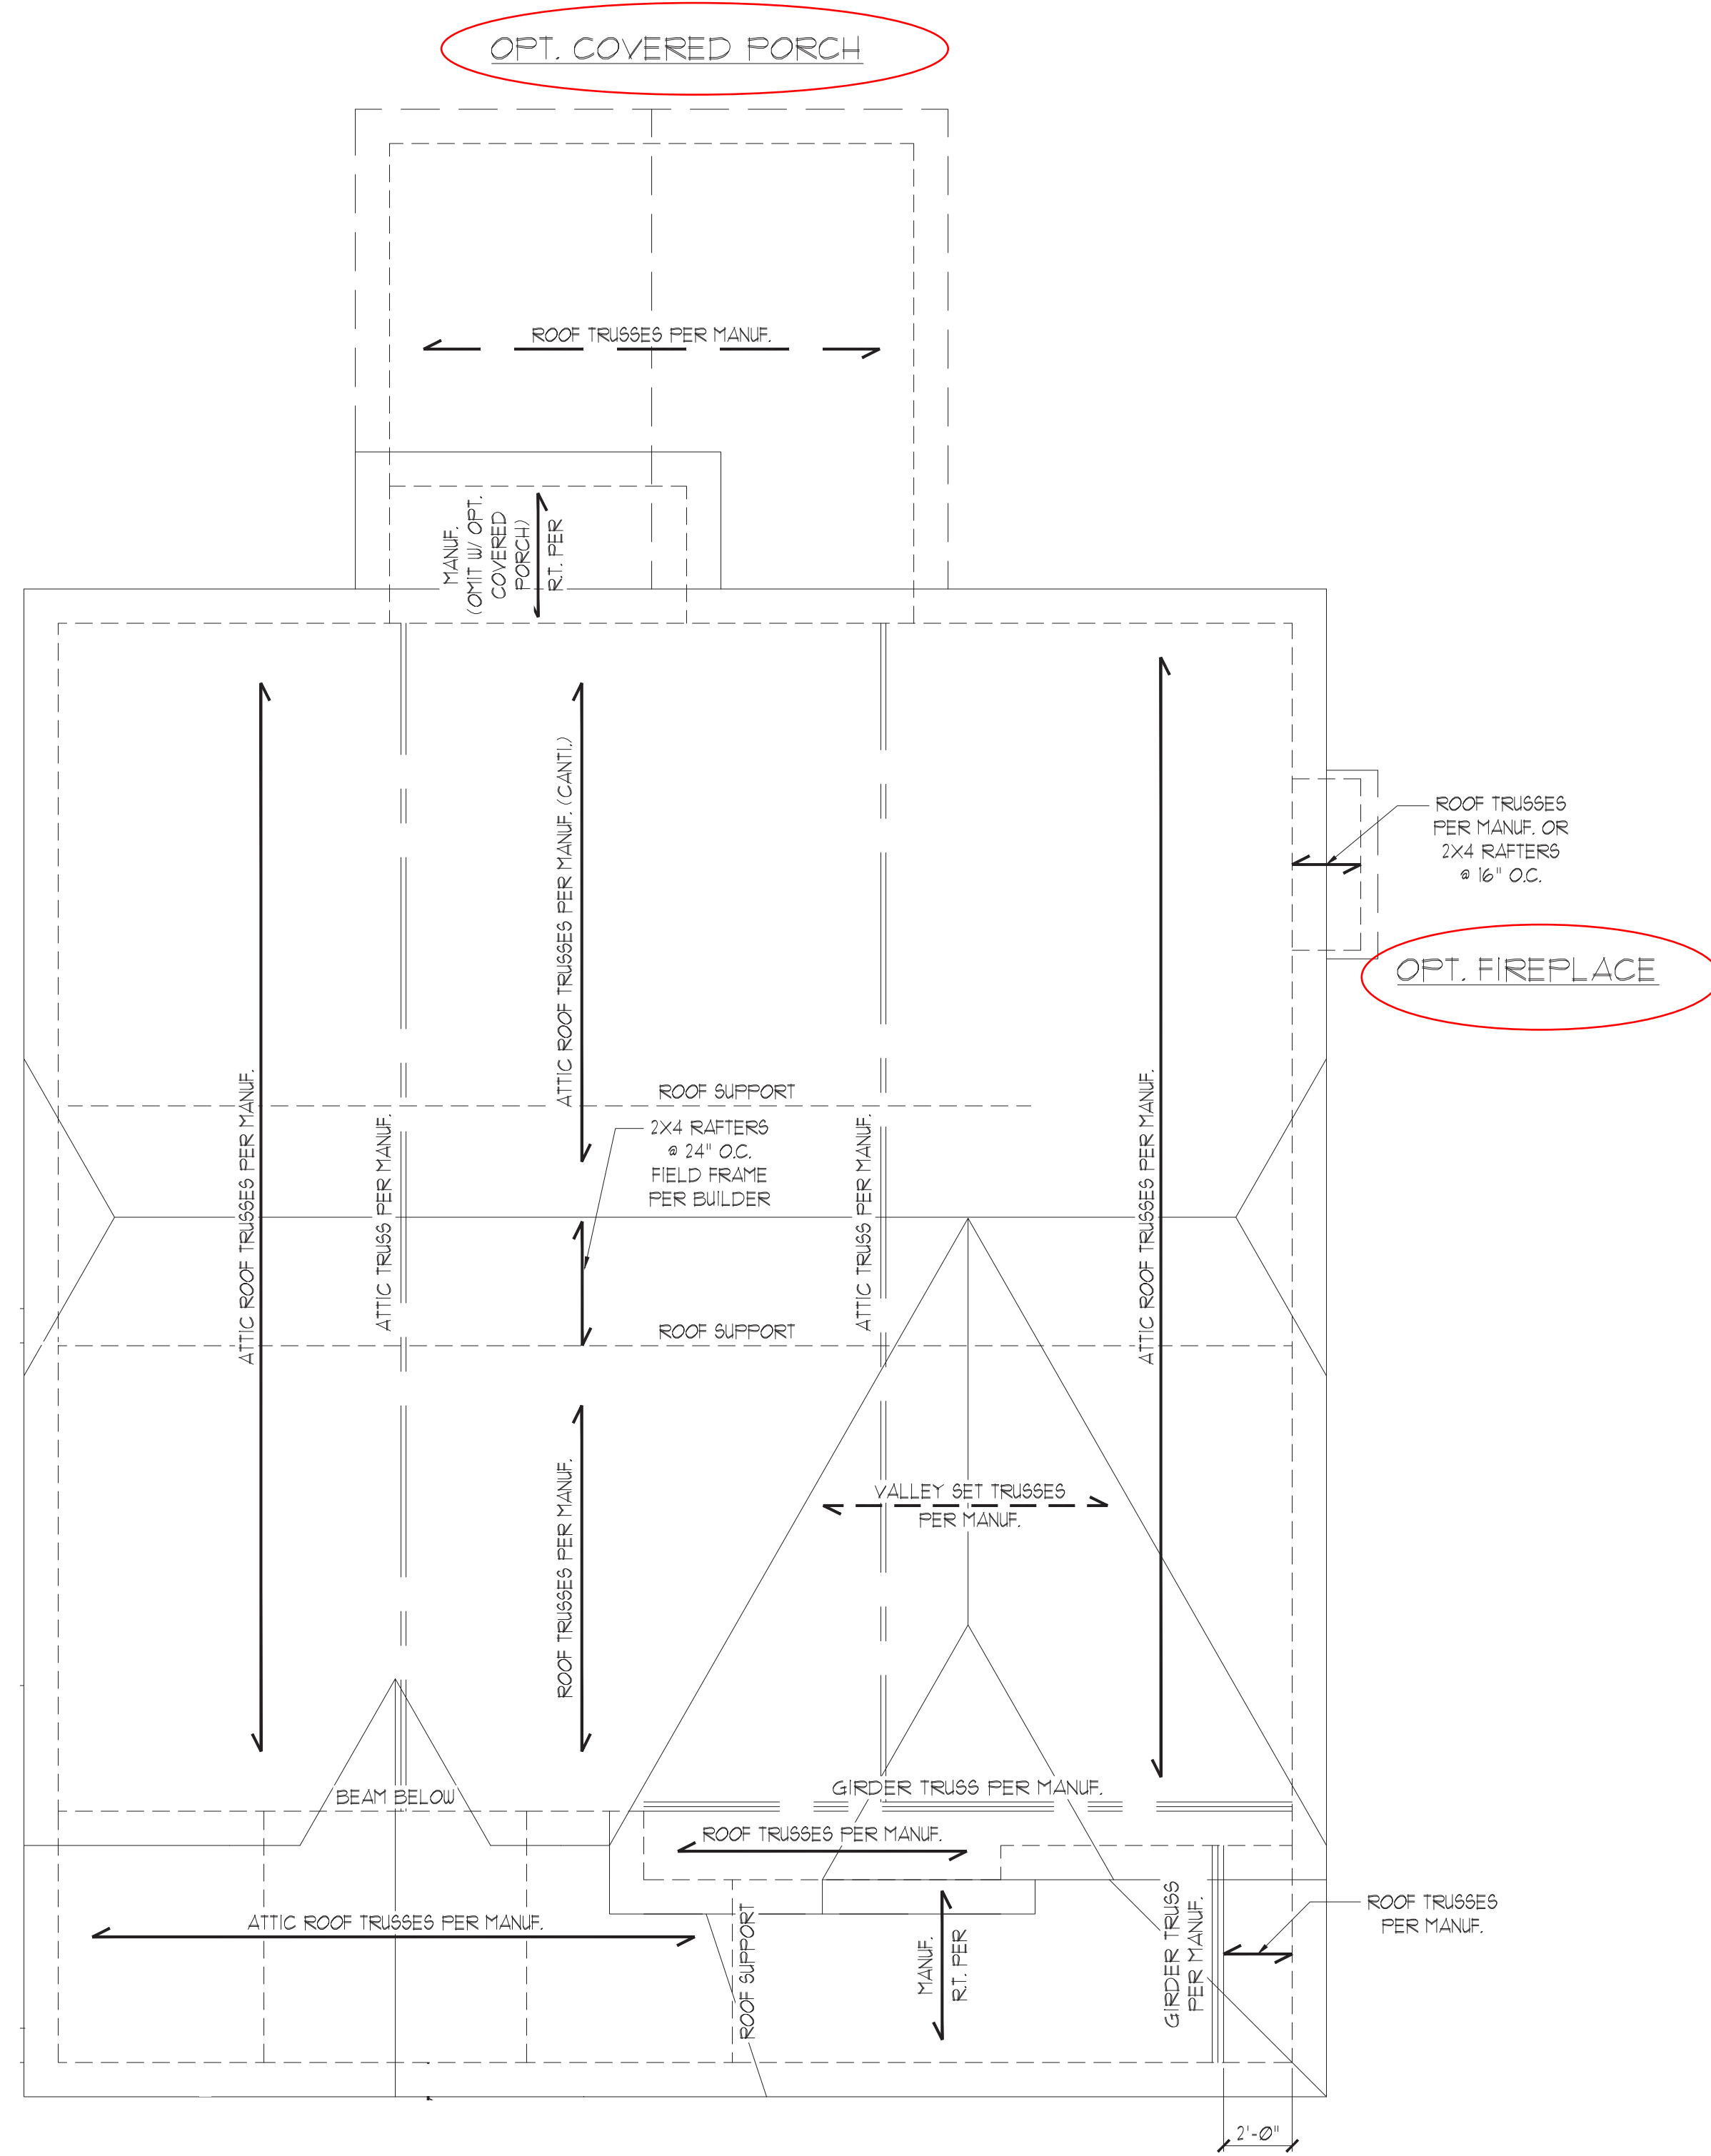 OPT. COVERED PORCH
ROOF TRUSSES PER MANUF.
MANUF.
(OMIT W/ OPT.
COVERED
PORCH)
R.T. PER
ATTIC ROOF TRUSSES PER MANUF. (CANTI.)
ROOF TRUSSES
PER MANUF. OR
2X4 RAFTERS
@ 16" O.C.
OPT. FIREPLACE
ATTIC ROOF TRUSSES PER MANUF.
ATTIC TRUSS PER MANUF.
ROOF SUPPORT
2X4 RAFTERS
@ 24" O.C.
FIELD FRAME
PER BUILDER
ATTIC TRUSS PER MANUF.
ATTIC ROOF TRUSSES PER MANUF.
ROOF SUPPORT
ROOF TRUSSES PER MANUF.
VALLEY SET TRUSSES
PER MANUF.
BEAM BELOW
GIRDER TRUSS PER MANUF.
ROOF TRUSSES PER MANUF.
ATTIC ROOF TRUSSES PER MANUF.
ROOF SUPPORT
MANUF.
R.T. PER
GIRDER TRUSS
PER MANUF.
ROOF TRUSSES
PER MANUF.
2'-0"